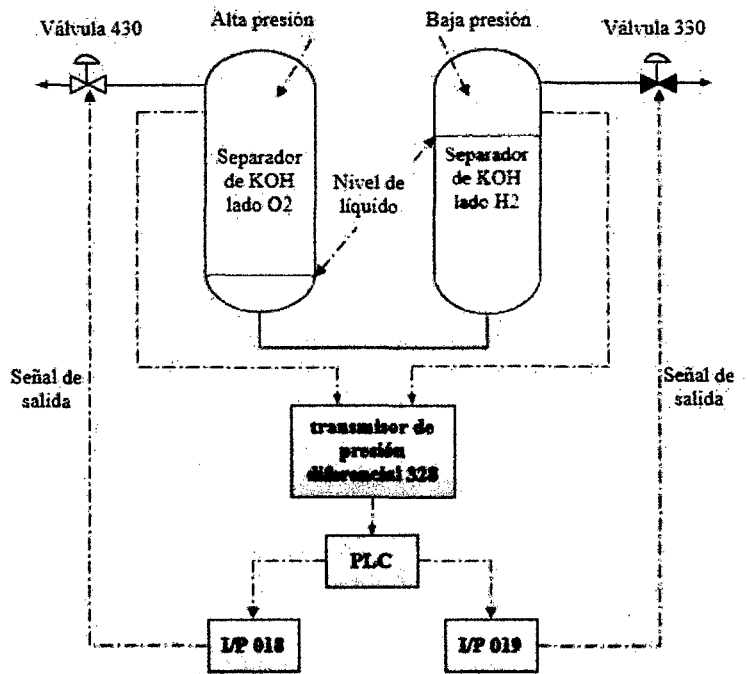 Alta presión
Baja presión
Válvula 430
Válvula 330
Separador
de KOH
lado O2
Nivel de
líquido
Separador
de KOH
lado H2
Señal de
salida
Señal de
salida
transmisor de
presión
diferencial 328
PLC
I/P 018
I/P 019